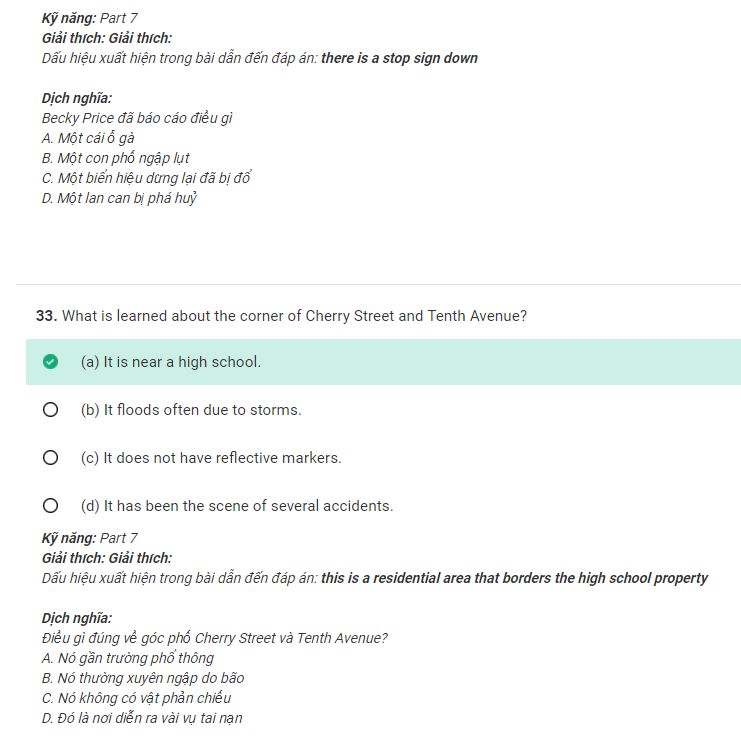 Kỹ năng: Part 7
Giải thích: Giải thích:
Dấu hiệu xuất hiện trong bài dẫn đến đáp án: there is a stop sign down
Dịch nghĩa:
Becky Price đã báo cáo điều gì
A. Một cái ổ gà
B. Một con phố ngập lụt
C. Một biển hiệu dừng lại đã bị đổ
D. Một lan can bị phá huỷ
33. What is learned about the corner of Cherry Street and Tenth Avenue?
(a) It is near a high school.
(b) It floods often due to storms.
(c) It does not have reflective markers.
(d) It has been the scene of several accidents.
Kỹ năng: Part 7
Giải thích: Giải thích:
Dấu hiệu xuất hiện trong bài dẫn đến đáp án: this is a residential area that borders the high school property
Dịch nghĩa:
Điều gì đúng về góc phố Cherry Street và Tenth Avenue?
A. Nó gần trường phổ thông
B. Nó thường xuyên ngập do bão
C. Nó không có vật phản chiếu
D. Đó là nơi diễn ra vài vụ tai nạn